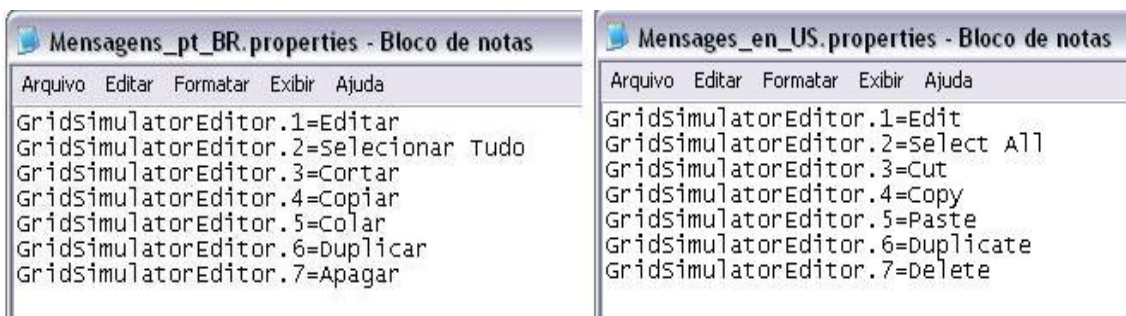 Mensagens_pt_BR.properties - Bloco de notas
Arquivo Editar Formatar Exibir Ajuda
GridSimulatorEditor.1=Editar
GridSimulatorEditor.2=Selecionar Tudo
GridSimulatorEditor.3=Cortar
GridSimulatorEditor.4=Copiar
GridSimulatorEditor.5=Colar
GridSimulatorEditor.6=Duplicar
GridSimulatorEditor.7=Apagar
Mensages_en_US.properties - Bloco de notas
Arquivo Editar Formatar Exibir Ajuda
GridSimulatorEditor.1=Edit
GridSimulatorEditor.2=Select All
GridSimulatorEditor.3=Cut
GridSimulatorEditor.4=Copy
GridSimulatorEditor.5=Paste
GridSimulatorEditor.6=Duplicate
GridSimulatorEditor.7=Delete